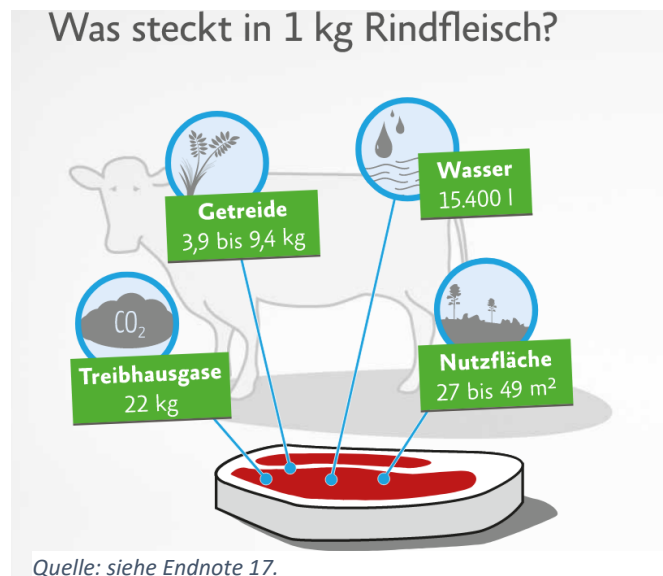 Was steckt in 1 kg Rindfleisch?
Getreide
3,9 bis 9,4 kg
Wasser
15.400 l
CO₂
Treibhausgase
22 kg
Nutzfläche
27 bis 49 m²
Quelle: siehe Endnote 17.